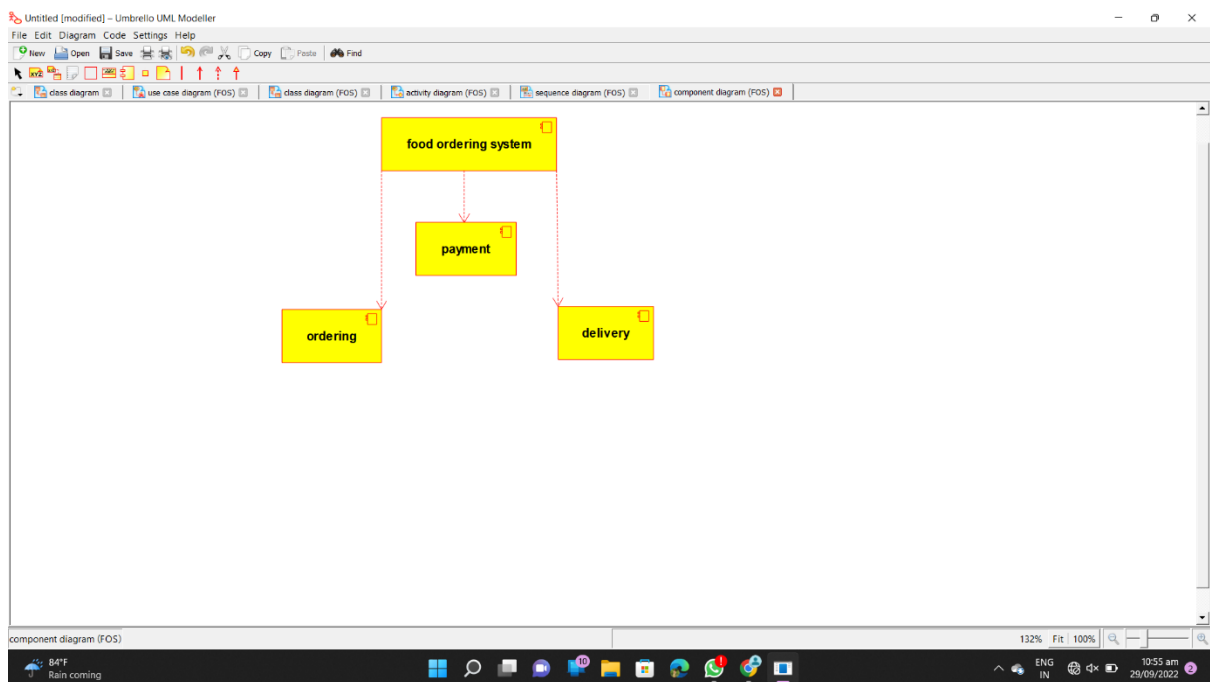 Untitled [modified] – Umbrello UML Modeller
File Edit Diagram Code Settings Help
New Open Save Copy Paste Find
class diagram use case diagram (FOS) class diagram (FOS) activity diagram (FOS) sequence diagram (FOS) component diagram (FOS)
food ordering system
payment
ordering
delivery
component diagram (FOS)
132% Fit 100%
84°F
Rain coming
10
ENG
IN
10:55 am
29/09/2022
2